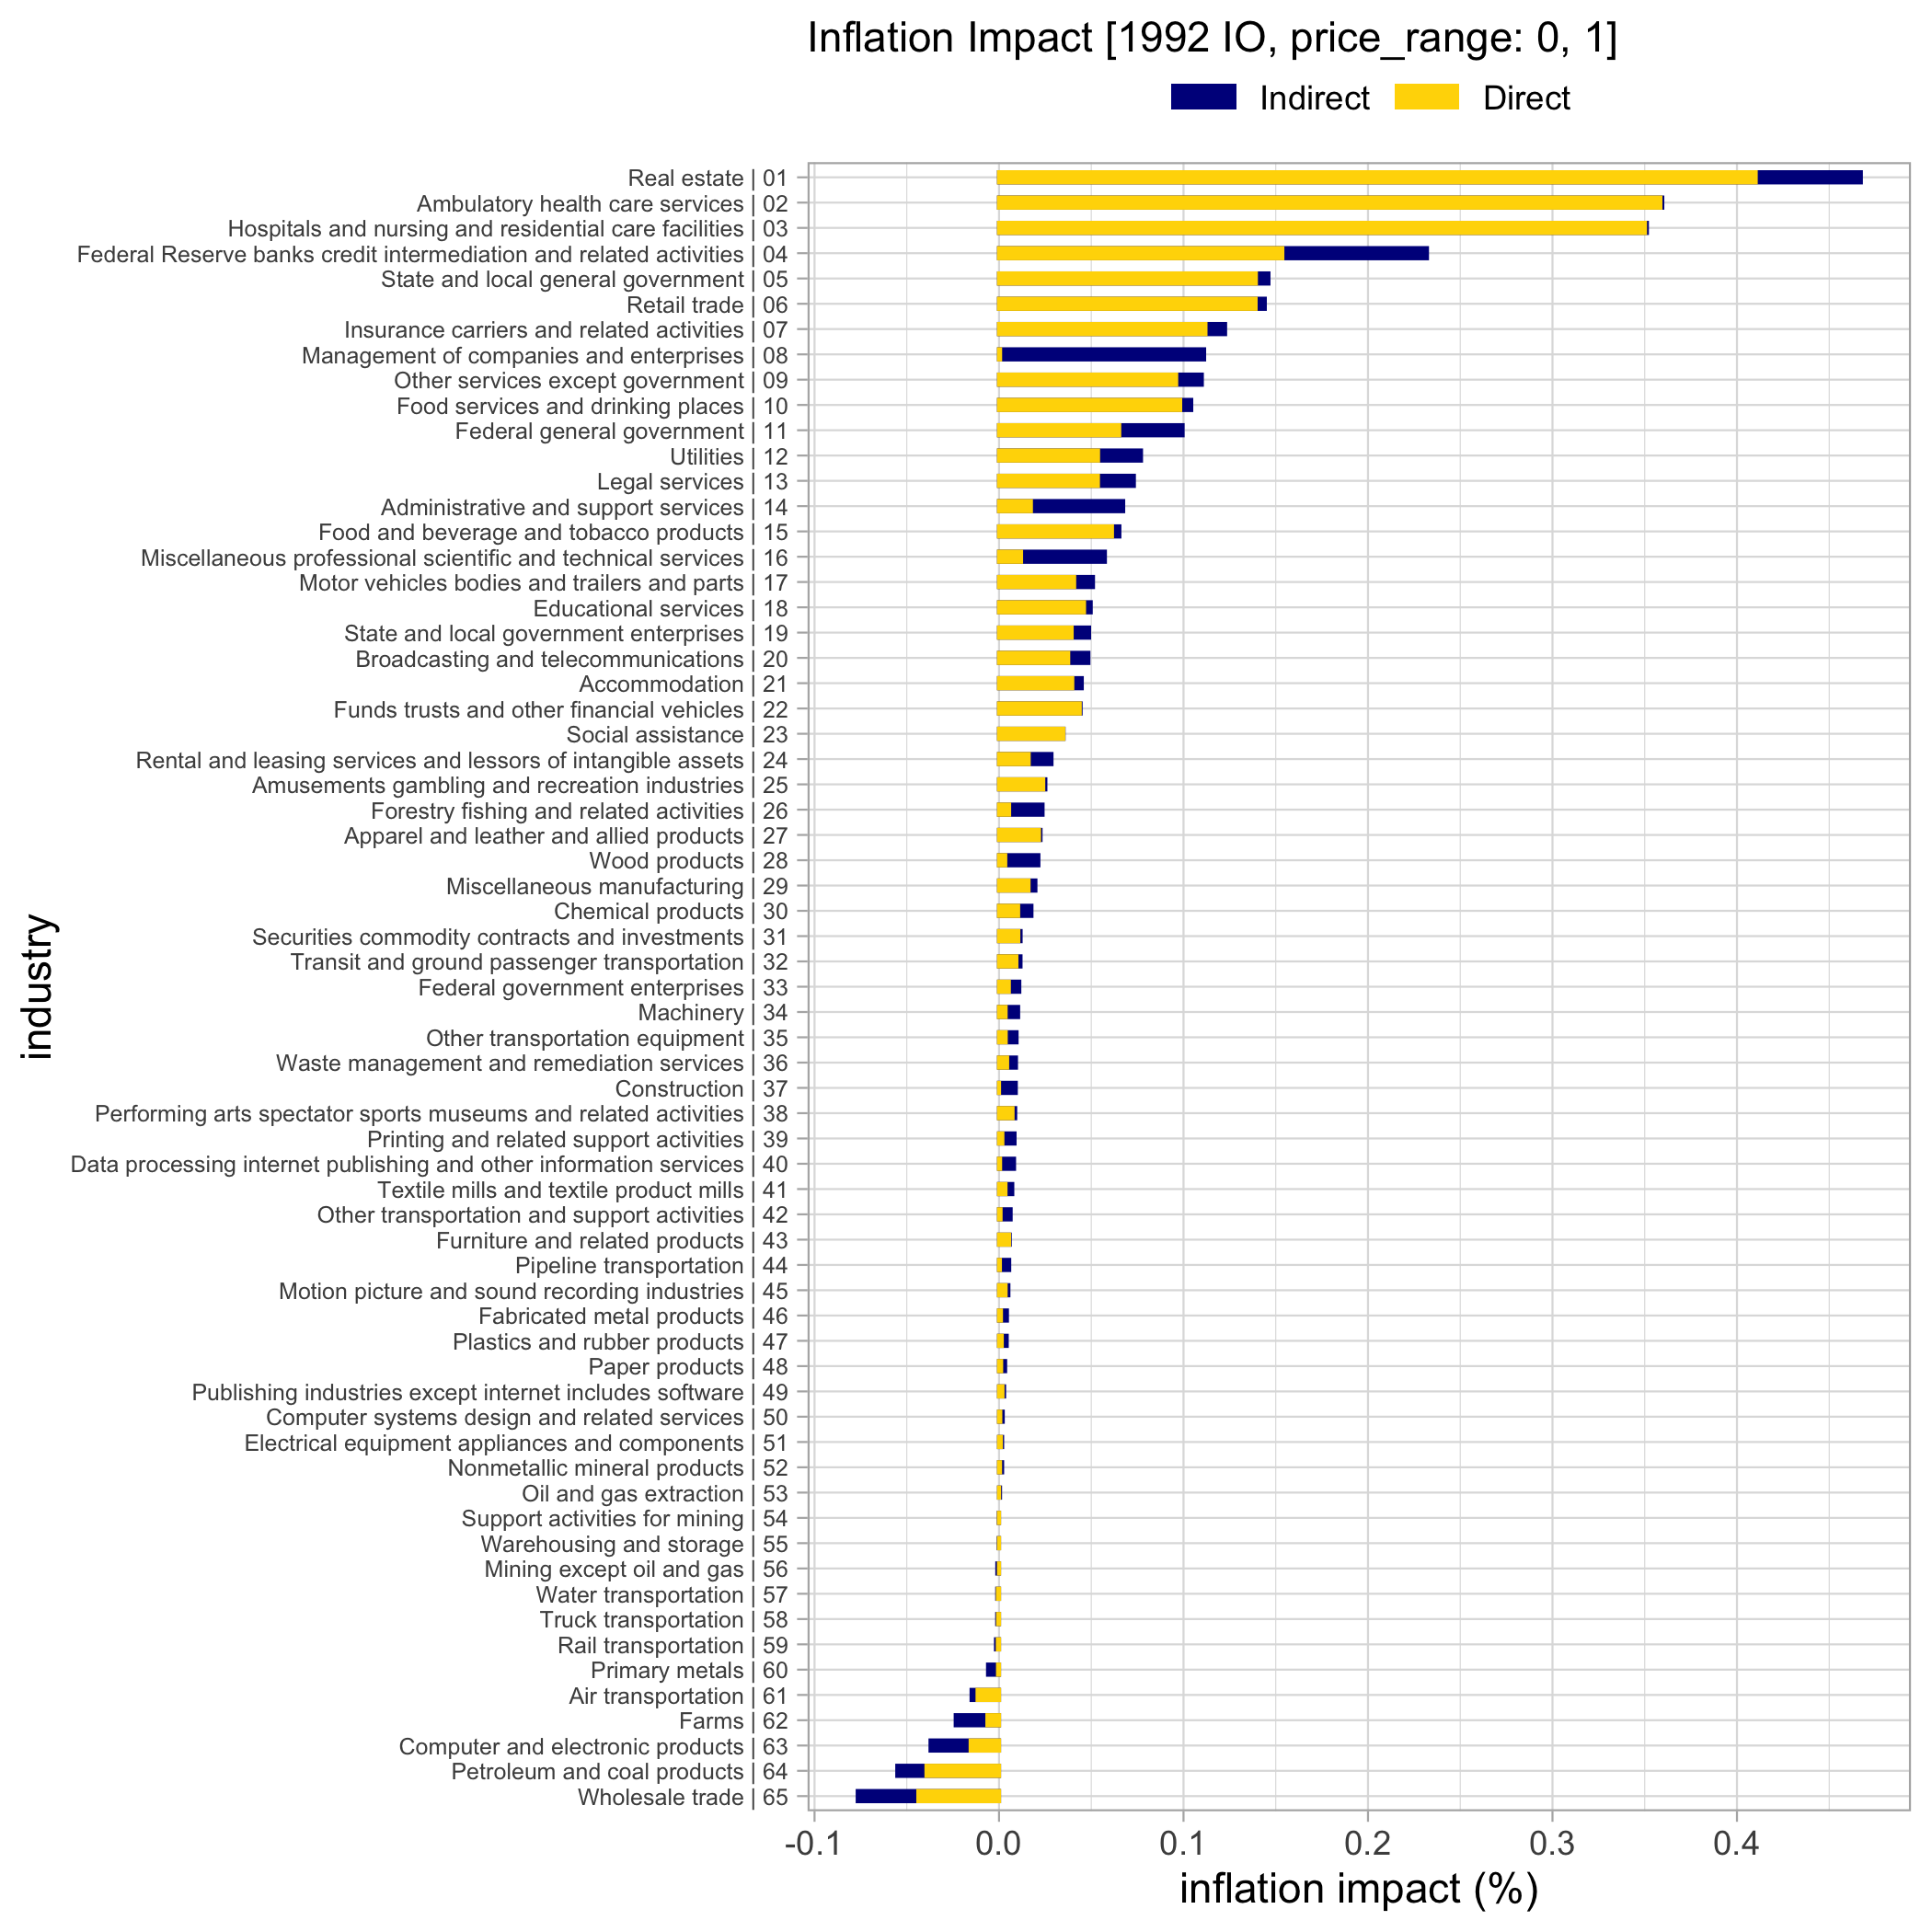 Inflation Impact [1992 IO, price_range: 0, 1]
Indirect Direct
Real estate | 01
Ambulatory health care services | 02
Hospitals and nursing and residential care facilities | 03
Federal Reserve banks credit intermediation and related activities | 04
State and local general government | 05
Retail trade | 06
Insurance carriers and related activities | 07
Management of companies and enterprises | 08
Other services except government | 09
Food services and drinking places | 10
Federal general government | 11
Utilities | 12
Legal services | 13
Administrative and support services | 14
Food and beverage and tobacco products | 15
Miscellaneous professional scientific and technical services | 16
Motor vehicles bodies and trailers and parts | 17
Educational services | 18
State and local government enterprises | 19
Broadcasting and telecommunications | 20
Accommodation | 21
Funds trusts and other financial vehicles | 22
Social assistance | 23
Rental and leasing services and lessors of intangible assets | 24
Amusements gambling and recreation industries | 25
Forestry fishing and related activities | 26
Apparel and leather and allied products | 27
Wood products | 28
Miscellaneous manufacturing | 29
Chemical products | 30
Securities commodity contracts and investments | 31
Transit and ground passenger transportation | 32
Federal government enterprises | 33
Machinery | 34
Other transportation equipment | 35
Waste management and remediation services | 36
Construction | 37
Performing arts spectator sports museums and related activities | 38
Printing and related support activities | 39
Data processing internet publishing and other information services | 40
Textile mills and textile product mills | 41
Other transportation and support activities | 42
Furniture and related products | 43
Pipeline transportation | 44
Motion picture and sound recording industries | 45
Fabricated metal products | 46
Plastics and rubber products | 47
Paper products | 48
Publishing industries except internet includes software | 49
Computer systems design and related services | 50
Electrical equipment appliances and components | 51
Nonmetallic mineral products | 52
Oil and gas extraction | 53
Support activities for mining | 54
Warehousing and storage | 55
Mining except oil and gas | 56
Water transportation | 57
Truck transportation | 58
Rail transportation | 59
Primary metals | 60
Air transportation | 61
Farms | 62
Computer and electronic products | 63
Petroleum and coal products | 64
Wholesale trade | 65
industry
-0.1 0.0 0.1 0.2 0.3 0.4
inflation impact (%)